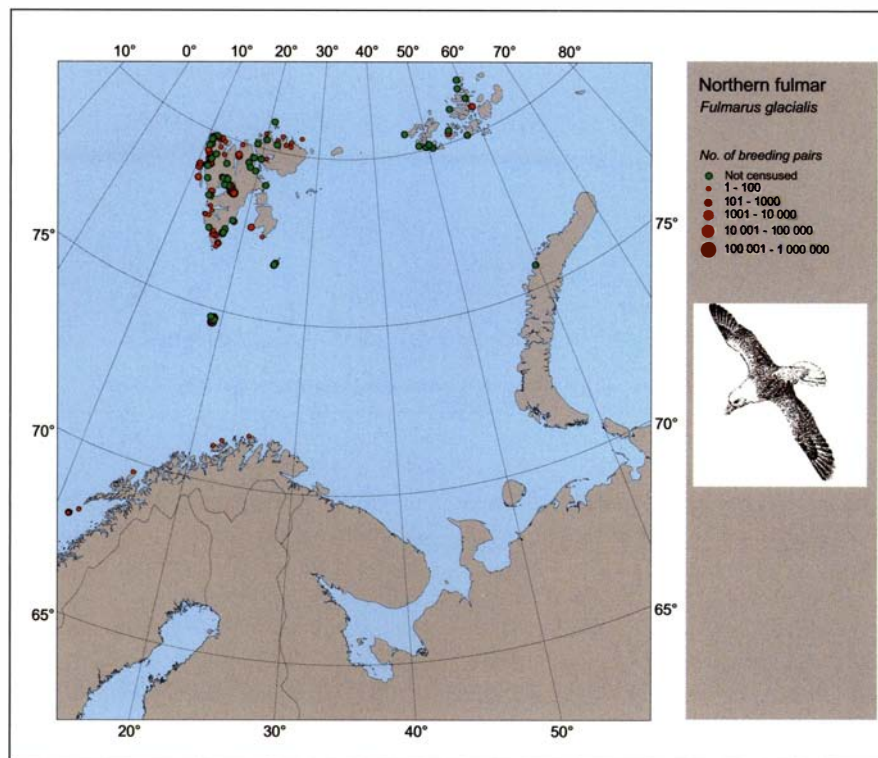 10° 0° 10° 20° 30° 40° 50° 60° 70° 80°
Northern fulmar
Fulmarus glacialis
No. of breeding pairs
Not censused
1 - 100
101 - 1000
1001 - 10 000
10 001 - 100 000
100 001 - 1 000 000
75° 75°
70° 70°
65° 65°
20° 30° 40° 50°